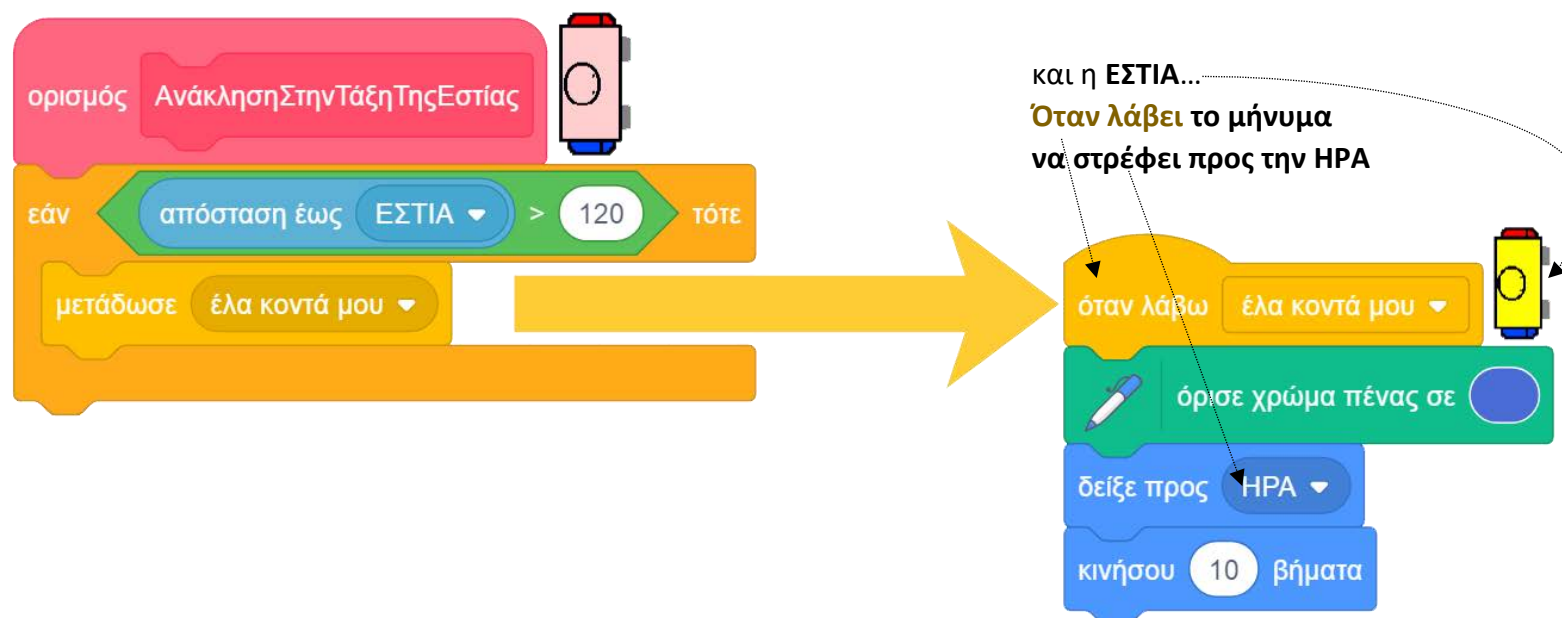 ορισμός ΑνάκλησηΣτηνΤάξηΤηςΕστίας
εάν απόσταση έως ΕΣΤΙΑ > 120 τότε
μετάδωσε έλα κοντά μου
και η ΕΣΤΙΑ...
Όταν λάβει το μήνυμα
να στρέφει προς την ΗΡΑ
όταν λάβω έλα κοντά μου
όρισε χρώμα πένας σε
δείξε προς ΗΡΑ
κινήσου 10 βήματα